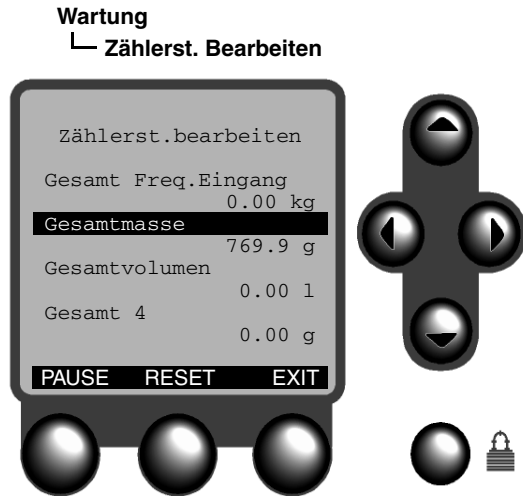 Wartung
Zählerst. Bearbeiten
Zählerst.bearbeiten
Gesamt Freq.Eingang
0.00 kg
Gesamtmasse
769.9 g
Gesamtvolumen
0.00 l
Gesamt 4
0.00 g
PAUSE RESET EXIT